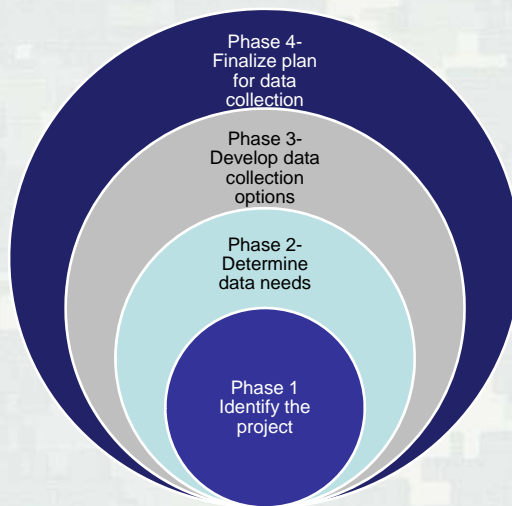 Phase 4-
Finalize plan
for data
collection
Phase 3-
Develop data
collection
options
Phase 2-
Determine
data needs
Phase 1
Identify the
project